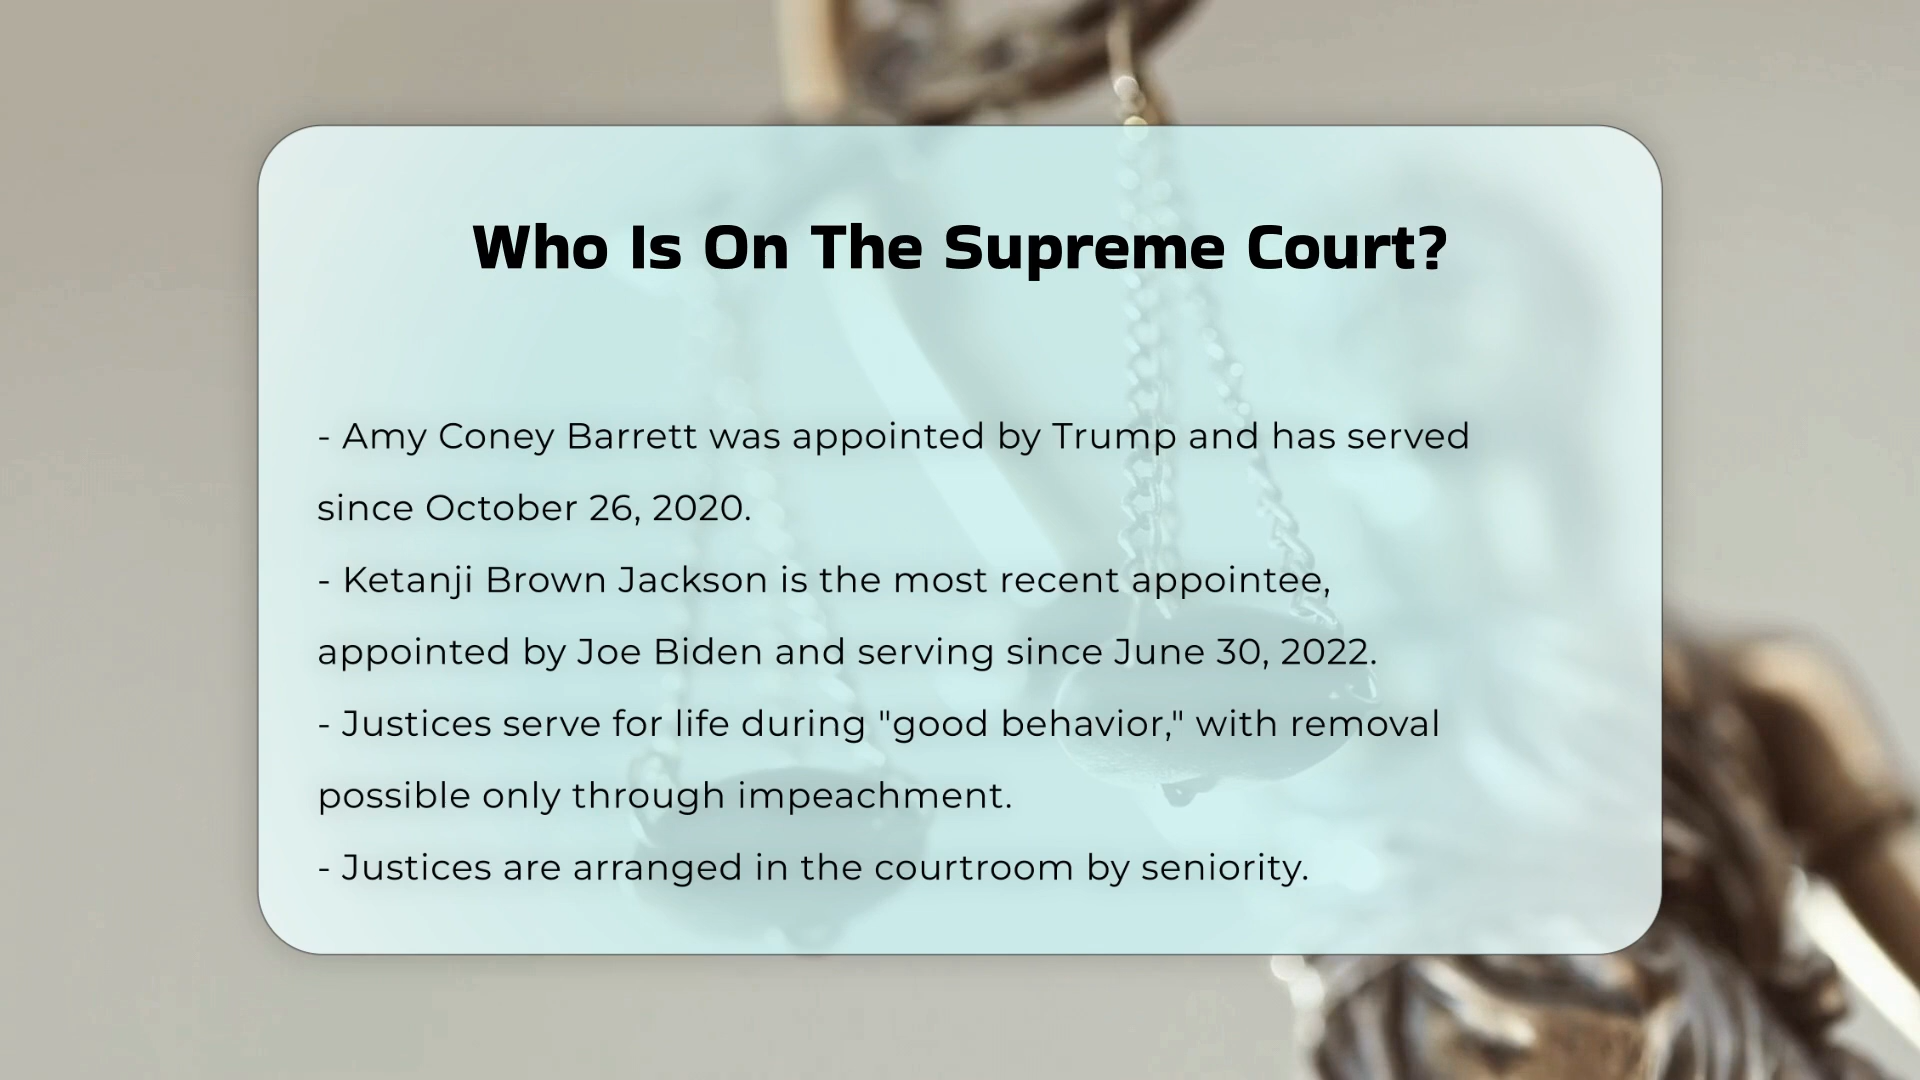 Who Is On The Supreme Court?
- Amy Coney Barrett was appointed by Trump and has served
since October 26, 2020.
- Ketanji Brown Jackson is the most recent appointee,
appointed by Joe Biden and serving since June 30, 2022.
- Justices serve for life during "good behavior," with removal
possible only through impeachment.
- Justices are arranged in the courtroom by seniority.